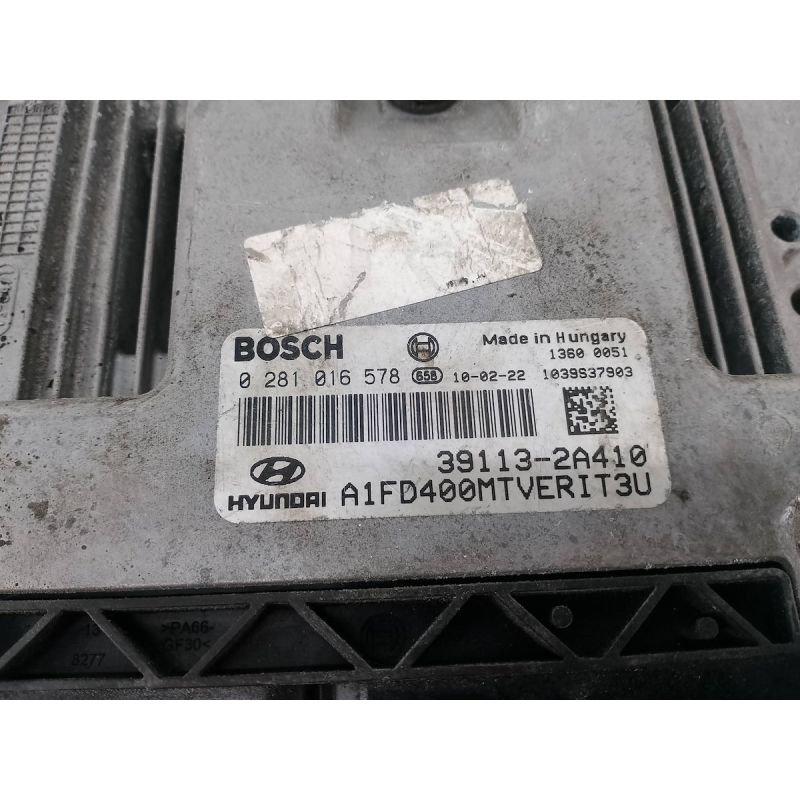 BOSCH Made in Hungary
1360 0051
0 281 016 578 658 10-02-22 1039S37903
39113-2A410
HYUNDAI A1FD400MTVERIT3U
13 >PA66-
GF30<
8277